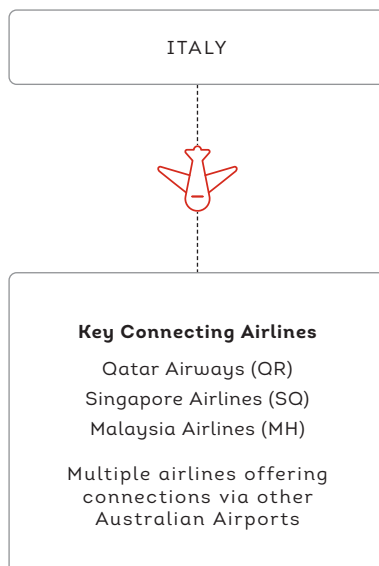 ITALY
Key Connecting Airlines
Qatar Airways (QR)
Singapore Airlines (SQ)
Malaysia Airlines (MH)
Multiple airlines offering
connections via other
Australian Airports